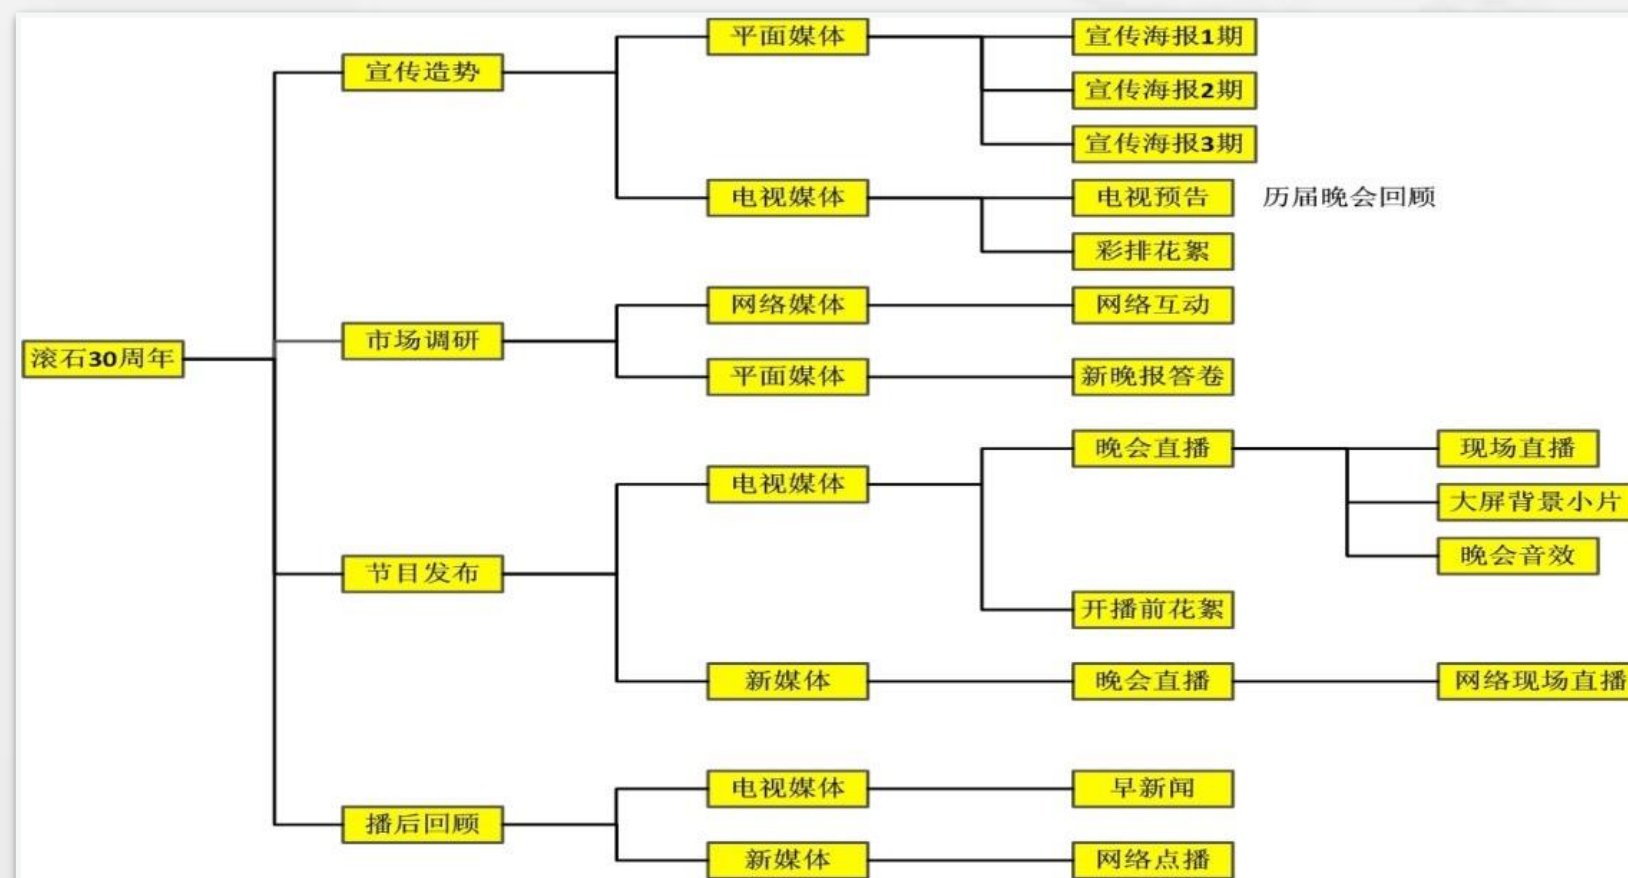 平面媒体
宣传海报1期
宣传造势
宣传海报2期
宣传海报3期
电视媒体
电视预告
历届晚会回顾
彩排花絮
网络媒体
网络互动
市场调研
滚石30周年
平面媒体
新晚报答卷
晚会直播
现场直播
电视媒体
大屏背景小片
晚会音效
节目发布
开播前花絮
新媒体
晚会直播
网络现场直播
电视媒体
早新闻
播后回顾
新媒体
网络点播